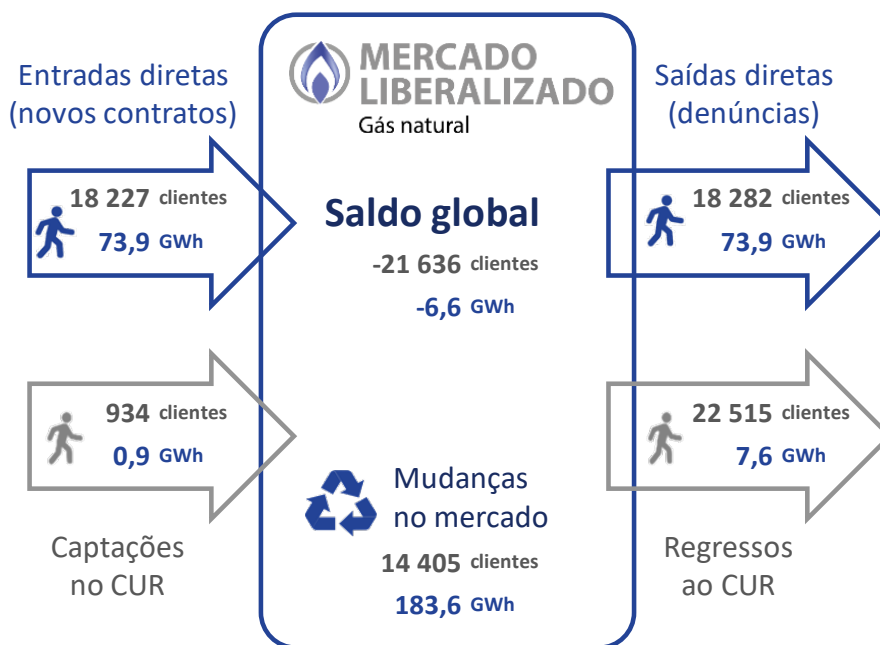 Entradas diretas
(novos contratos)
18 227 clientes
73,9 GWh
934 clientes
0,9 GWh
Captações
no CUR
MERCADO
LIBERALIZADO
Gás natural
Saldo global
-21 636 clientes
-6,6 GWh
Mudanças
no mercado
14 405 clientes
183,6 GWh
Saídas diretas
(denúncias)
18 282 clientes
73,9 GWh
22 515 clientes
7,6 GWh
Regressos
ao CUR